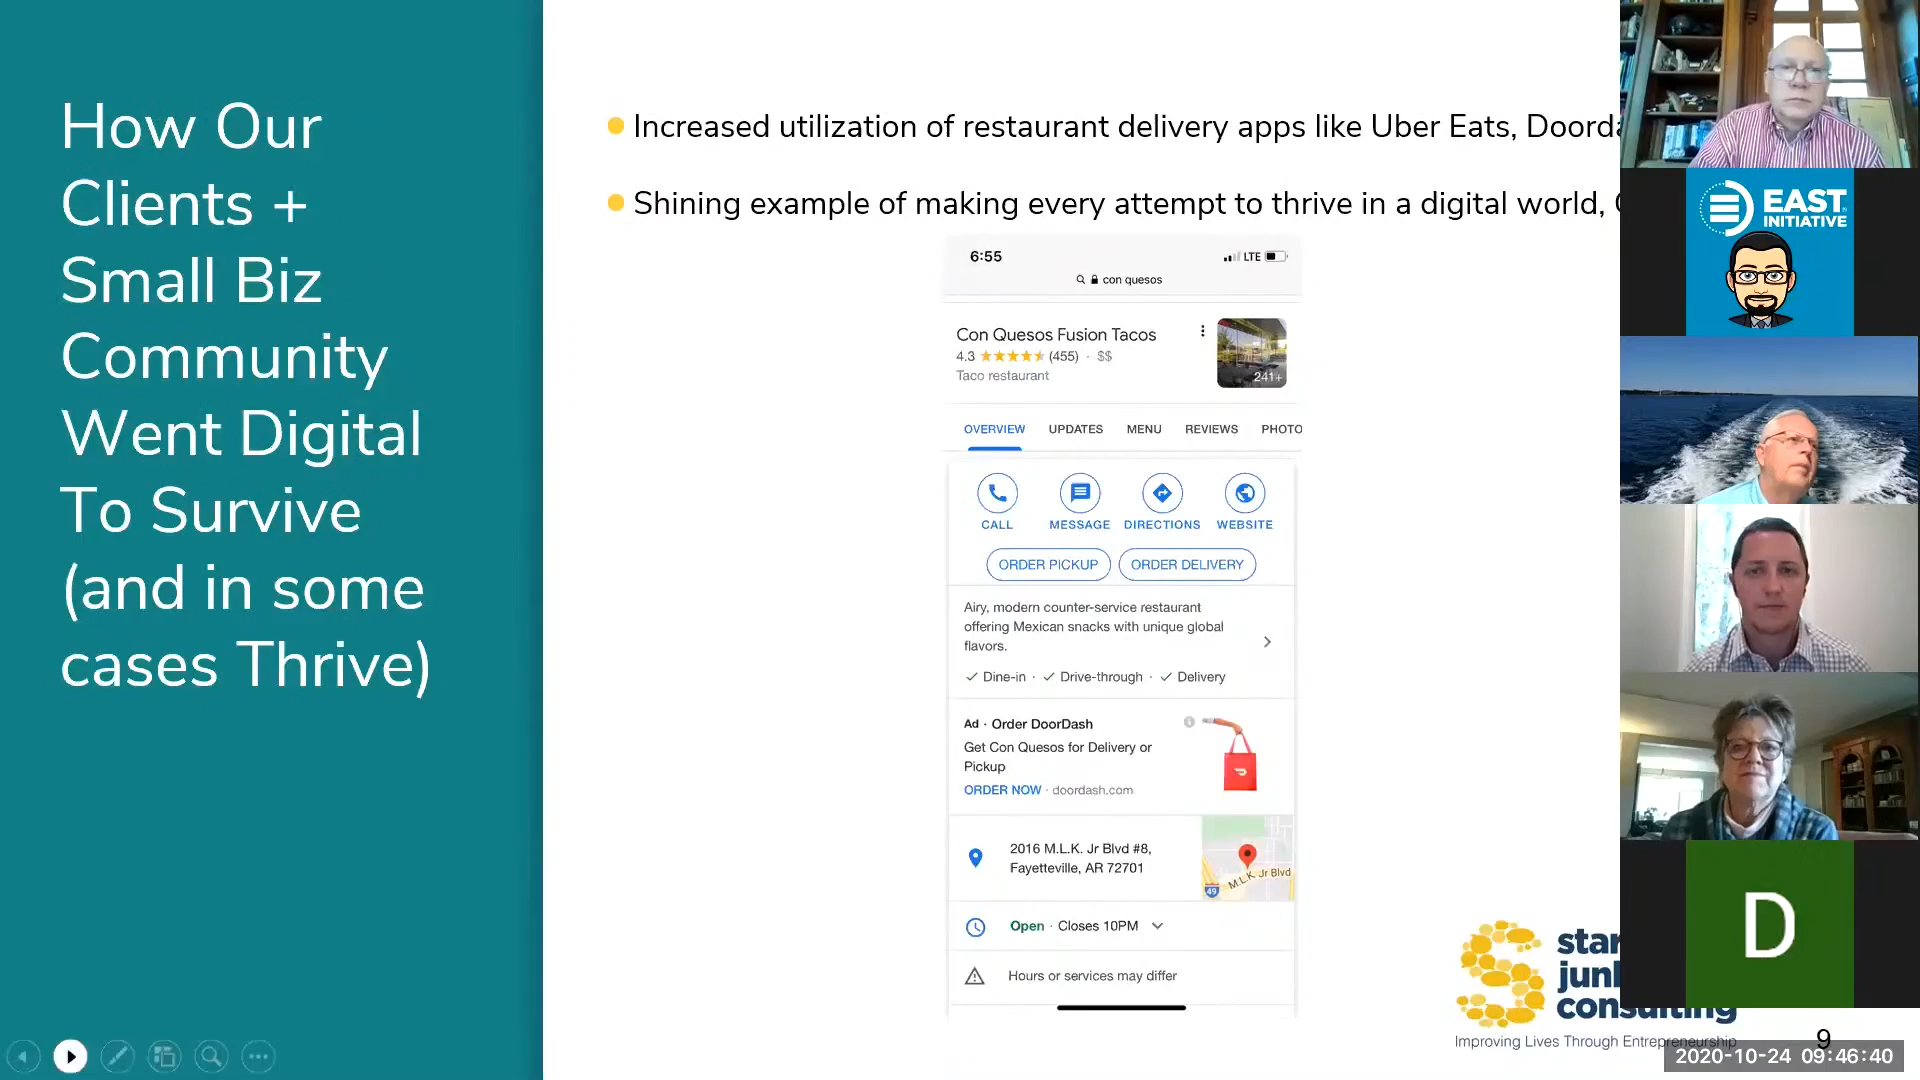 How Our
Clients +
Small Biz
Community
Went Digital
To Survive
(and in some
cases Thrive)
Increased utilization of restaurant delivery apps like Uber Eats,
Shining example of making every attempt to thrive in a digital world,
6:55
LTE
con quesos
Con Quesos Fusion Tacos
4.3 (455) · $$
Taco restaurant
241+
OVERVIEW UPDATES MENU REVIEWS PHOTO
CALL MESSAGE DIRECTIONS WEBSITE
ORDER PICKUP ORDER DELIVERY
Airy, modern counter-service restaurant
offering Mexican snacks with unique global
flavors.
Dine-in · Drive-through · Delivery
Ad · Order DoorDash
Get Con Quesos for Delivery or
Pickup
ORDER NOW · doordash.com
2016 M.L.K. Jr Blvd #8,
Fayetteville, AR 72701
49
M.L.K. Jr Blvd
Open · Closes 10PM
Hours or services may differ
consulting
Improving Lives Through Entrepreneurship
9
EAST
INITIATIVE
D
2020-10-24 09:46:40